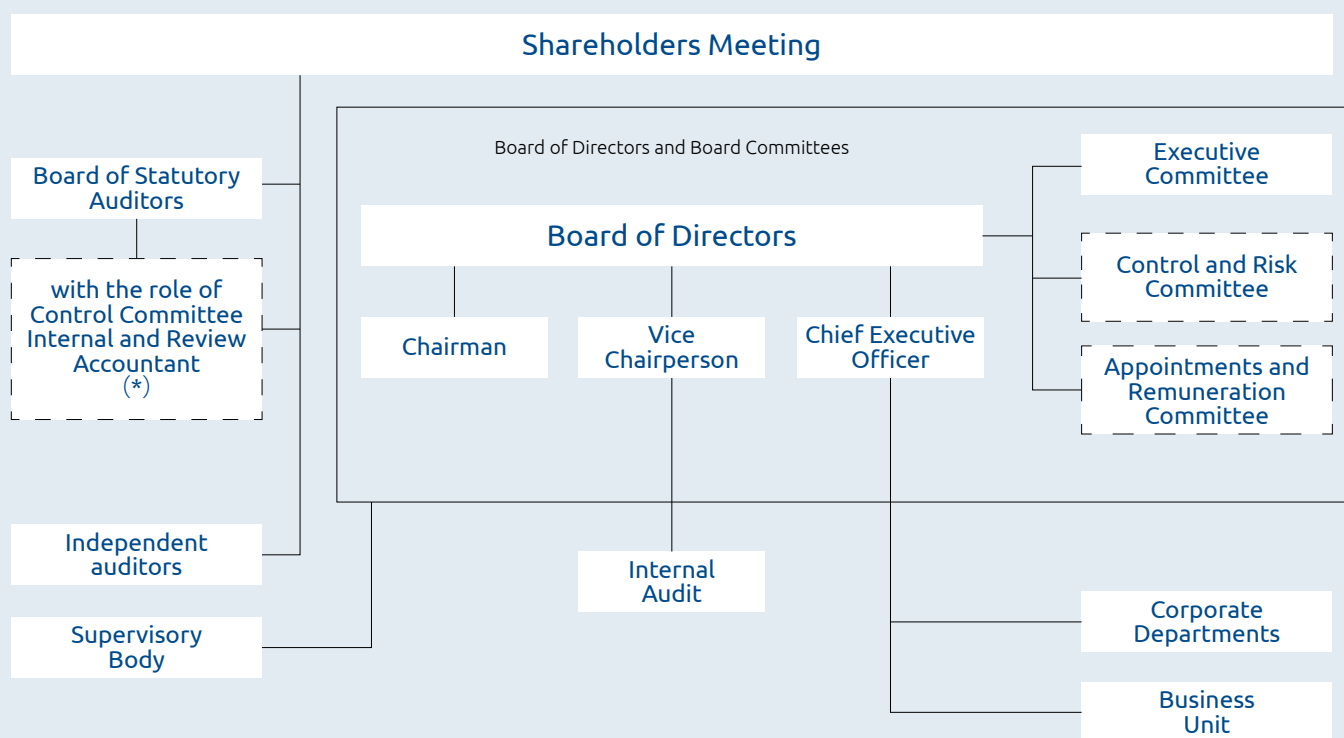 Shareholders Meeting
Board of Directors and Board Committees
Board of Statutory
Auditors
with the role of
Control Committee
Internal and Review
Accountant
(*)
Independent
auditors
Supervisory
Body
Board of Directors
Chairman
Vice
Chairperson
Chief Executive
Officer
Internal
Audit
Executive
Committee
Control and Risk
Committee
Appointments and
Remuneration
Committee
Corporate
Departments
Business
Unit